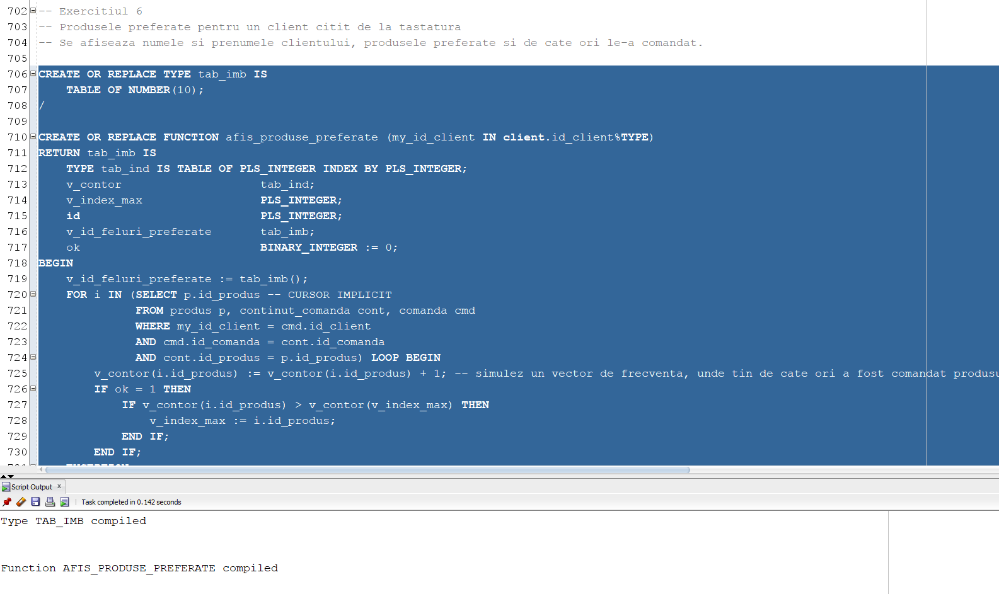 702 -- Exercitiul 6
703 -- Produsele preferate pentru un client citit de la tastatura
704 -- Se afiseaza numele si prenumele clientului, produsele preferate si de cate ori le-a comandat.
705
706 CREATE OR REPLACE TYPE tab_imb IS
707     TABLE OF NUMBER(10);
708 /
709
710 CREATE OR REPLACE FUNCTION afis_produse_preferate (my_id_client IN client.id_client%TYPE)
711 RETURN tab_imb IS
712     TYPE tab_ind IS TABLE OF PLS_INTEGER INDEX BY PLS_INTEGER;
713     v_contor                    tab_ind;
714     v_index_max                 PLS_INTEGER;
715     id                          PLS_INTEGER;
716     v_id_feluri_preferate       tab_imb;
717     ok                          BINARY_INTEGER := 0;
718 BEGIN
719     v_id_feluri_preferate := tab_imb();
720     FOR i IN (SELECT p.id_produs -- CURSOR IMPLICIT
721               FROM produs p, continut_comanda cont, comanda cmd
722               WHERE my_id_client = cmd.id_client
723               AND cmd.id_comanda = cont.id_comanda
724               AND cont.id_produs = p.id_produs) LOOP BEGIN
725         v_contor(i.id_produs) := v_contor(i.id_produs) + 1; -- simulez un vector de frecventa, unde tin de cate ori a fost comandat produsu
726         IF ok = 1 THEN
727             IF v_contor(i.id_produs) > v_contor(v_index_max) THEN
728                 v_index_max := i.id_produs;
729             END IF;
730         END IF;
Script Output x
Task completed in 0.142 seconds
Type TAB_IMB compiled
Function AFIS_PRODUSE_PREFERATE compiled